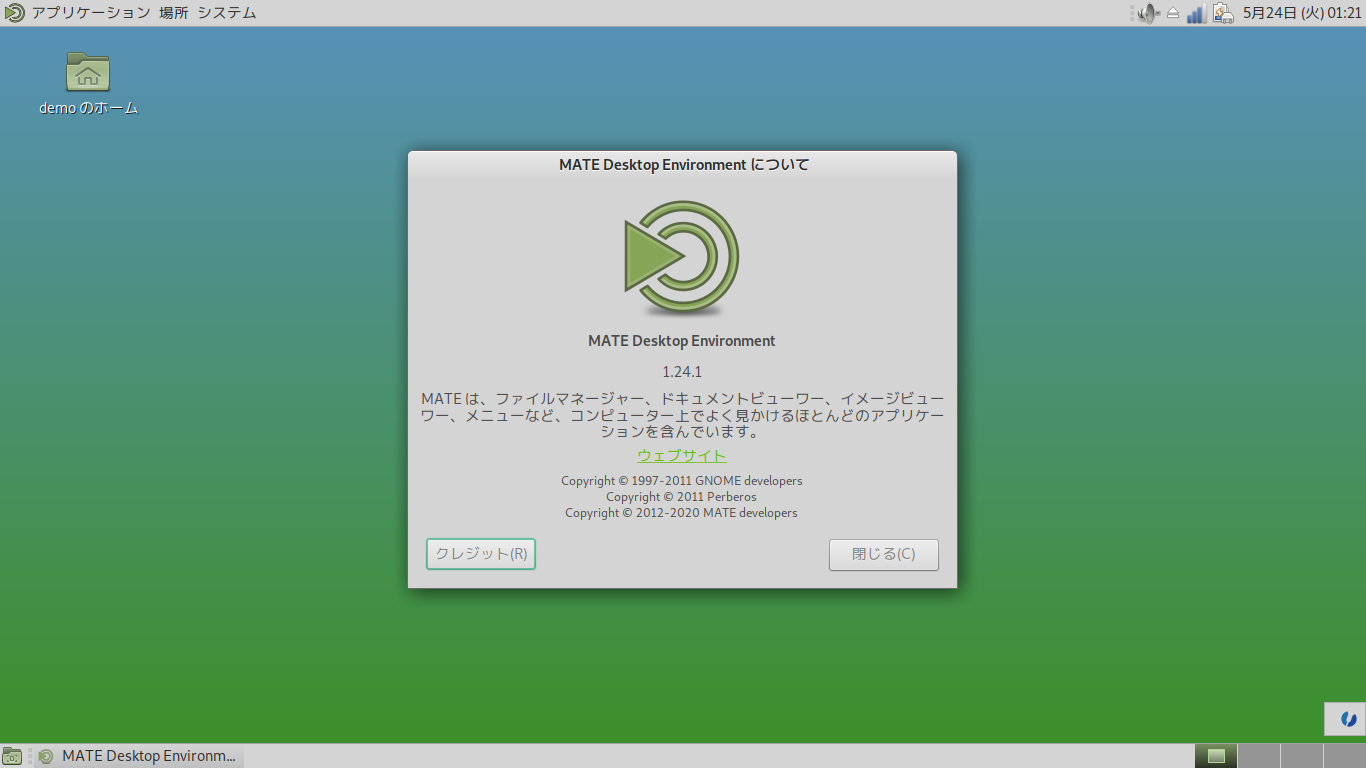 アプリケーション 場所 システム
5月24日 (火) 01:21
demo のホーム
MATE Desktop Environment について
MATE Desktop Environment
1.24.1
MATE は、ファイルマネージャー、ドキュメントビューワー、イメージビュー
ワー、メニューなど、コンピューター上でよく見かけるほとんどのアプリケー
ションを含んでいます。
ウェブサイト
Copyright © 1997-2011 GNOME developers
Copyright © 2011 Perberos
Copyright © 2012-2020 MATE developers
クレジット(R)
閉じる(C)
MATE Desktop Environm...